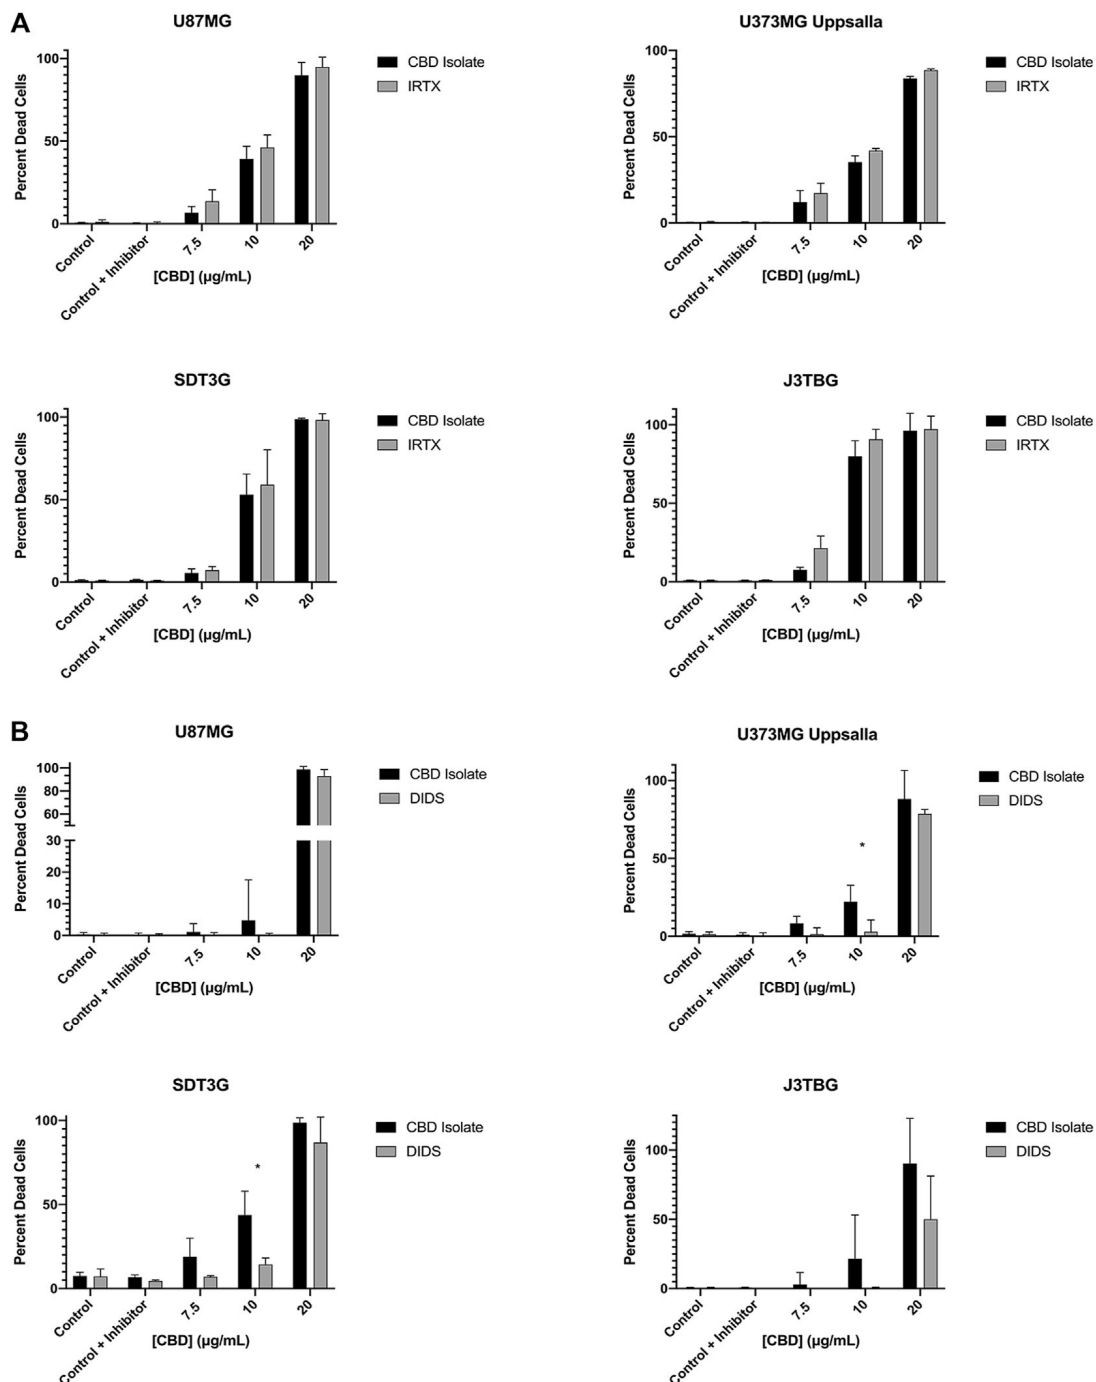 A
U87MG
Percent Dead Cells
100
50
0
Control
Control + Inhibitor
7.5
10
20
[CBD] (µg/mL)
CBD Isolate
IRTX
U373MG Uppsalla
Percent Dead Cells
100
50
0
Control
Control + Inhibitor
7.5
10
20
[CBD] (µg/mL)
CBD Isolate
IRTX
SDT3G
Percent Dead Cells
100
50
0
Control
Control + Inhibitor
7.5
10
20
[CBD] (µg/mL)
CBD Isolate
IRTX
J3TBG
Percent Dead Cells
100
50
0
Control
Control + Inhibitor
7.5
10
20
[CBD] (µg/mL)
CBD Isolate
IRTX
B
U87MG
Percent Dead Cells
100
80
60
30
20
10
0
Control
Control + Inhibitor
7.5
10
20
[CBD] (µg/mL)
CBD Isolate
DIDS
U373MG Uppsalla
Percent Dead Cells
100
50
0
*
Control
Control + Inhibitor
7.5
10
20
[CBD] (µg/mL)
CBD Isolate
DIDS
SDT3G
Percent Dead Cells
100
50
0
*
Control
Control + Inhibitor
7.5
10
20
[CBD] (µg/mL)
CBD Isolate
DIDS
J3TBG
Percent Dead Cells
100
50
0
Control
Control + Inhibitor
7.5
10
20
[CBD] (µg/mL)
CBD Isolate
DIDS